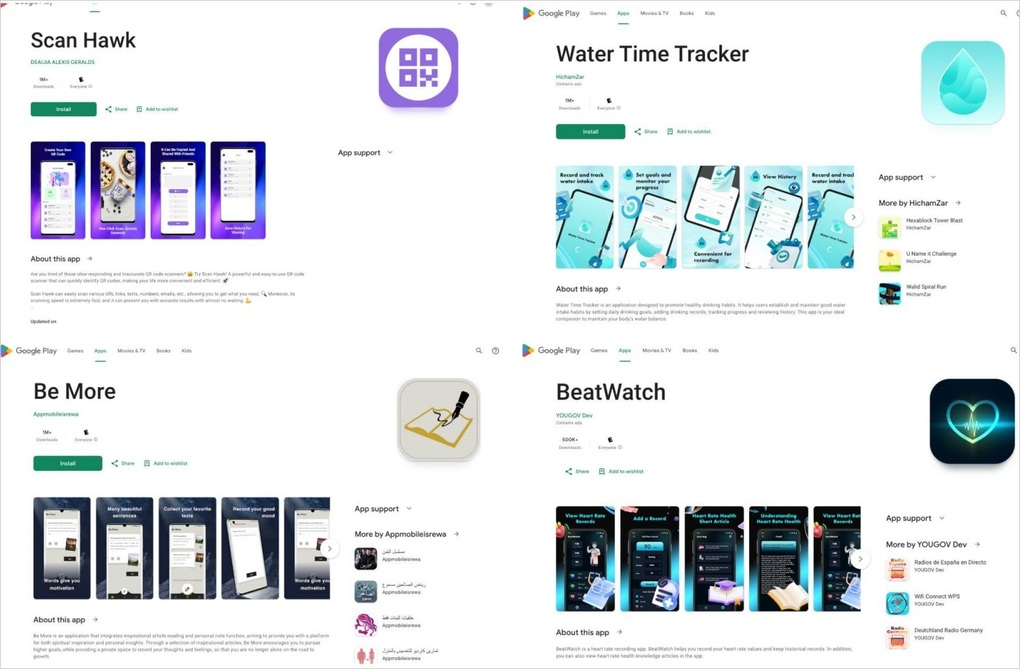 Scan Hawk
DEAIJIA ALEXIS GERALDS
1M+
Downloads
Everyone
Install
Share
Add to wishlist
Create Your Own
QR Code
It Can Be Copied And
Shared With Friends
One-Click Scan, Quickly
Generate
Save History For
Viewing
App support
About this app
Are you tired of those slow-responding and inaccurate QR code scanners? 😩 Try Scan Hawk! A powerful and easy-to-use QR code
scanner that can quickly identify QR codes, making your life more convenient and efficient. 🚀
Scan Hawk can easily scan various URL links, texts, numbers, emails, etc., allowing you to get what you need. 🔍 Moreover, its
scanning speed is extremely fast, and it can present you with accurate results with almost no waiting. 💪
Updated on
Google Play
Games
Apps
Movies & TV
Books
Kids
Water Time Tracker
HichamZar
Contains ads
1M+
Downloads
Everyone
Install
Share
Add to wishlist
Record and track
water intake
Water Time Tracker
Set goals and
monitor your
progress
Convenient for
recording
View History
Record and track
water intake
Water Time Tracker
App support
More by HichamZar
Hexablock Tower Blast
HichamZar
U Name it Challenge
HichamZar
Walid Spiral Run
HichamZar
About this app
Water Time Tracker is an application designed to promote healthy drinking habits. It helps users establish and maintain good water
intake habits by setting daily drinking goals, adding drinking records, tracking progress and reviewing history. This app is your ideal
companion to maintain your body's water balance.
Google Play
Games
Apps
Movies & TV
Books
Kids
Be More
Appmobileisrewa
1M+
Downloads
Everyone
Install
Share
Add to wishlist
Be More
Words give you
motivation
Many beautiful
sentences
Collect your favorite
texts
Record your good
mood
Be More
Words give you
motivation
App support
More by Appmobileisrewa
مسلسل الثمن
Appmobileisrewa
رياض الصالحين مسموع
Appmobileisrewa
خلفيات للبنات فقط
Appmobileisrewa
تمارين كارديو للتخسيس بالمنزل
Appmobileisrewa
About this app
Be More is an application that integrates inspirational article reading and personal note function, aiming to provide you with a platform
for both spiritual inspiration and personal insights. Through a selection of inspirational articles, Be More encourages you to pursue
higher goals, while providing a private space to record your thoughts and feelings, so that you are no longer alone on the road to
growth.
Google Play
Games
Apps
Movies & TV
Books
Kids
BeatWatch
YOUGOV Dev
Contains ads
500K+
Downloads
Everyone
Share
Add to wishlist
View Heart Rate
Records
Add a Record
90
Heart Rate Health
Short Article
Understanding
Heart Rate Health
View Heart Rate
Records
App support
More by YOUGOV Dev
Radios de España en Directo
YOUGOV Dev
Wifi Connect WPS
YOUGOV Dev
Deutchland Radio Germany
YOUGOV Dev
About this app
BeatWatch is a heart rate recording app. BeatWatch helps you record your heart rate values and keep historical records. In addition,
you can also view heart rate health knowledge articles in the app.